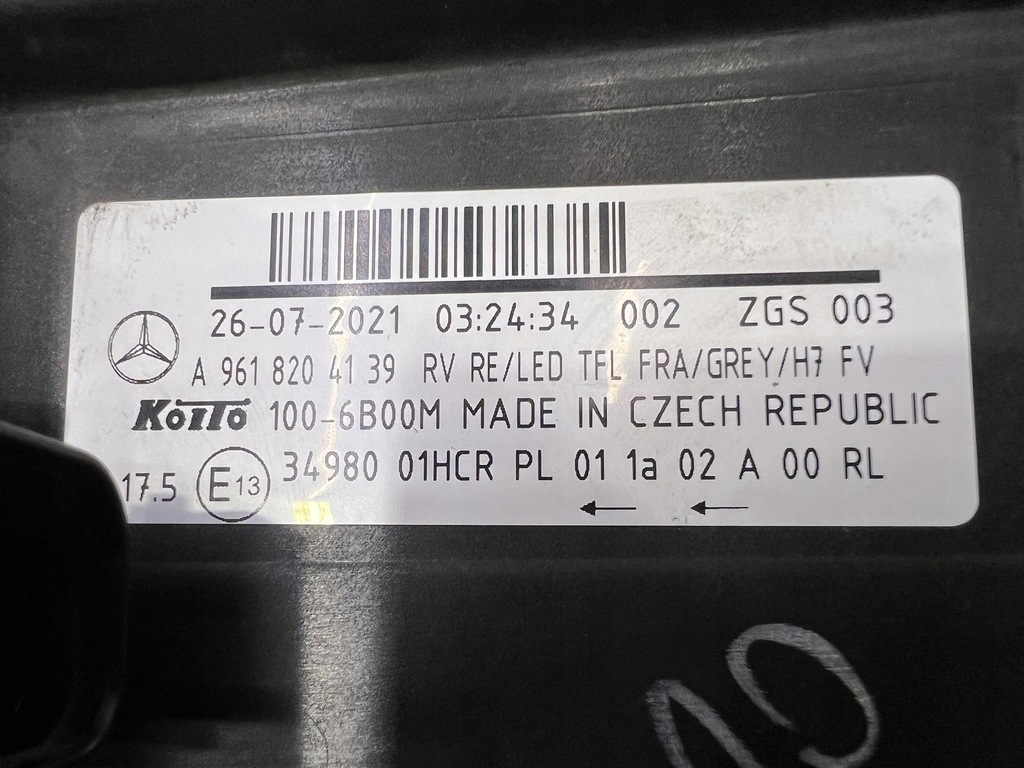 26-07-2021 03:24:34 002 ZGS 003
A 961 820 41 39 RV RE/LED TFL FRA/GREY/H7 FV
KOITO 100-6B00M MADE IN CZECH REPUBLIC
17.5 E13 34980 01HCR PL 01 1a 02 A 00 RL